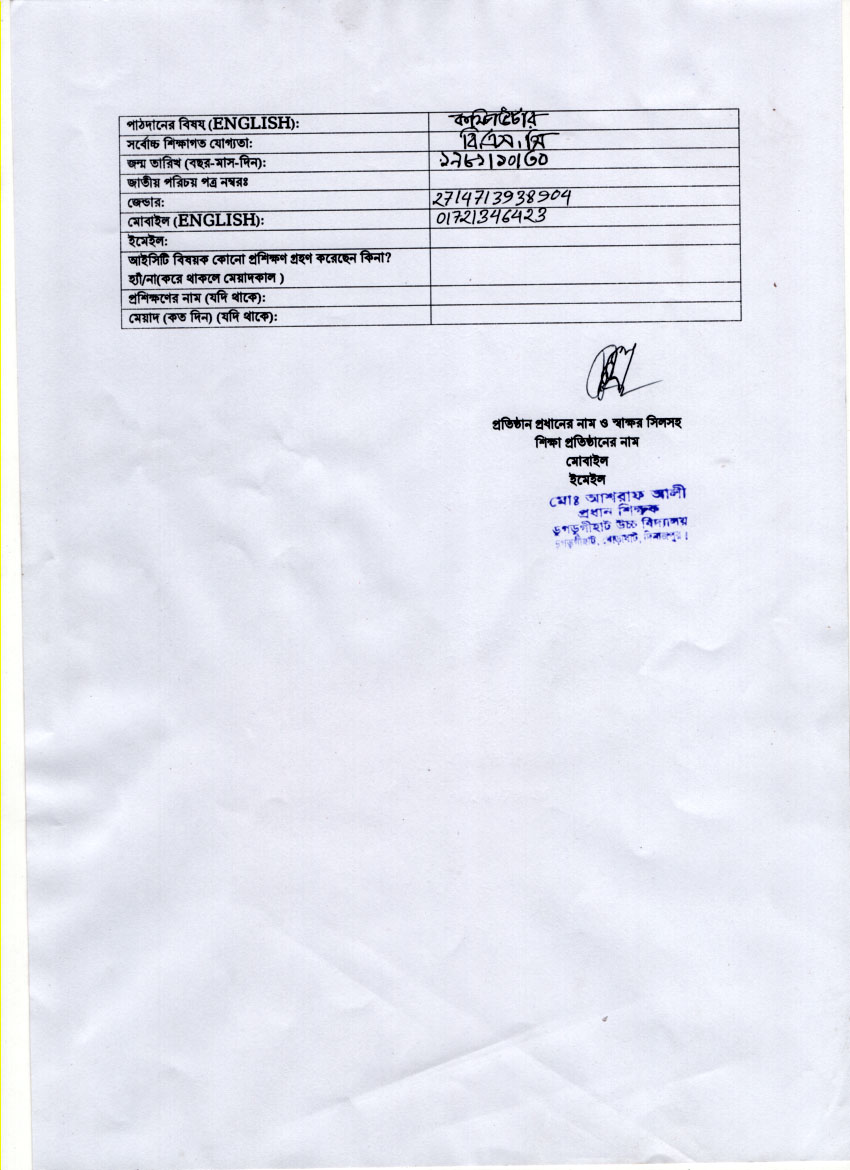 পাঠদানের বিষয় (ENGLISH): কম্পিউটার
সর্বোচ্চ শিক্ষাগত যোগ্যতা: বি.এস.সি
জন্ম তারিখ (বছর-মাস-দিন): ১৯৮১/১০/৩০
জাতীয় পরিচয় পত্র নম্বরঃ
জেন্ডার: 2714713938904
মোবাইল (ENGLISH): 01721346423
ইমেইল:
আইসিটি বিষয়ক কোনো প্রশিক্ষণ গ্রহণ করেছেন কিনা?
হ্যাঁ/না(করে থাকলে মেয়াদকাল )
প্রশিক্ষণের নাম (যদি থাকে):
মেয়াদ (কত দিন) (যদি থাকে):
প্রতিষ্ঠান প্রধানের নাম ও স্বাক্ষর সিলসহ
শিক্ষা প্রতিষ্ঠানের নাম
মোবাইল
ইমেইল
মোঃ আশরাফ আলী
প্রধান শিক্ষক
ডুগডুগীহাট উচ্চ বিদ্যালয়
ডুগডুগীহাট, ঘোড়াঘাট, দিনাজপুর।